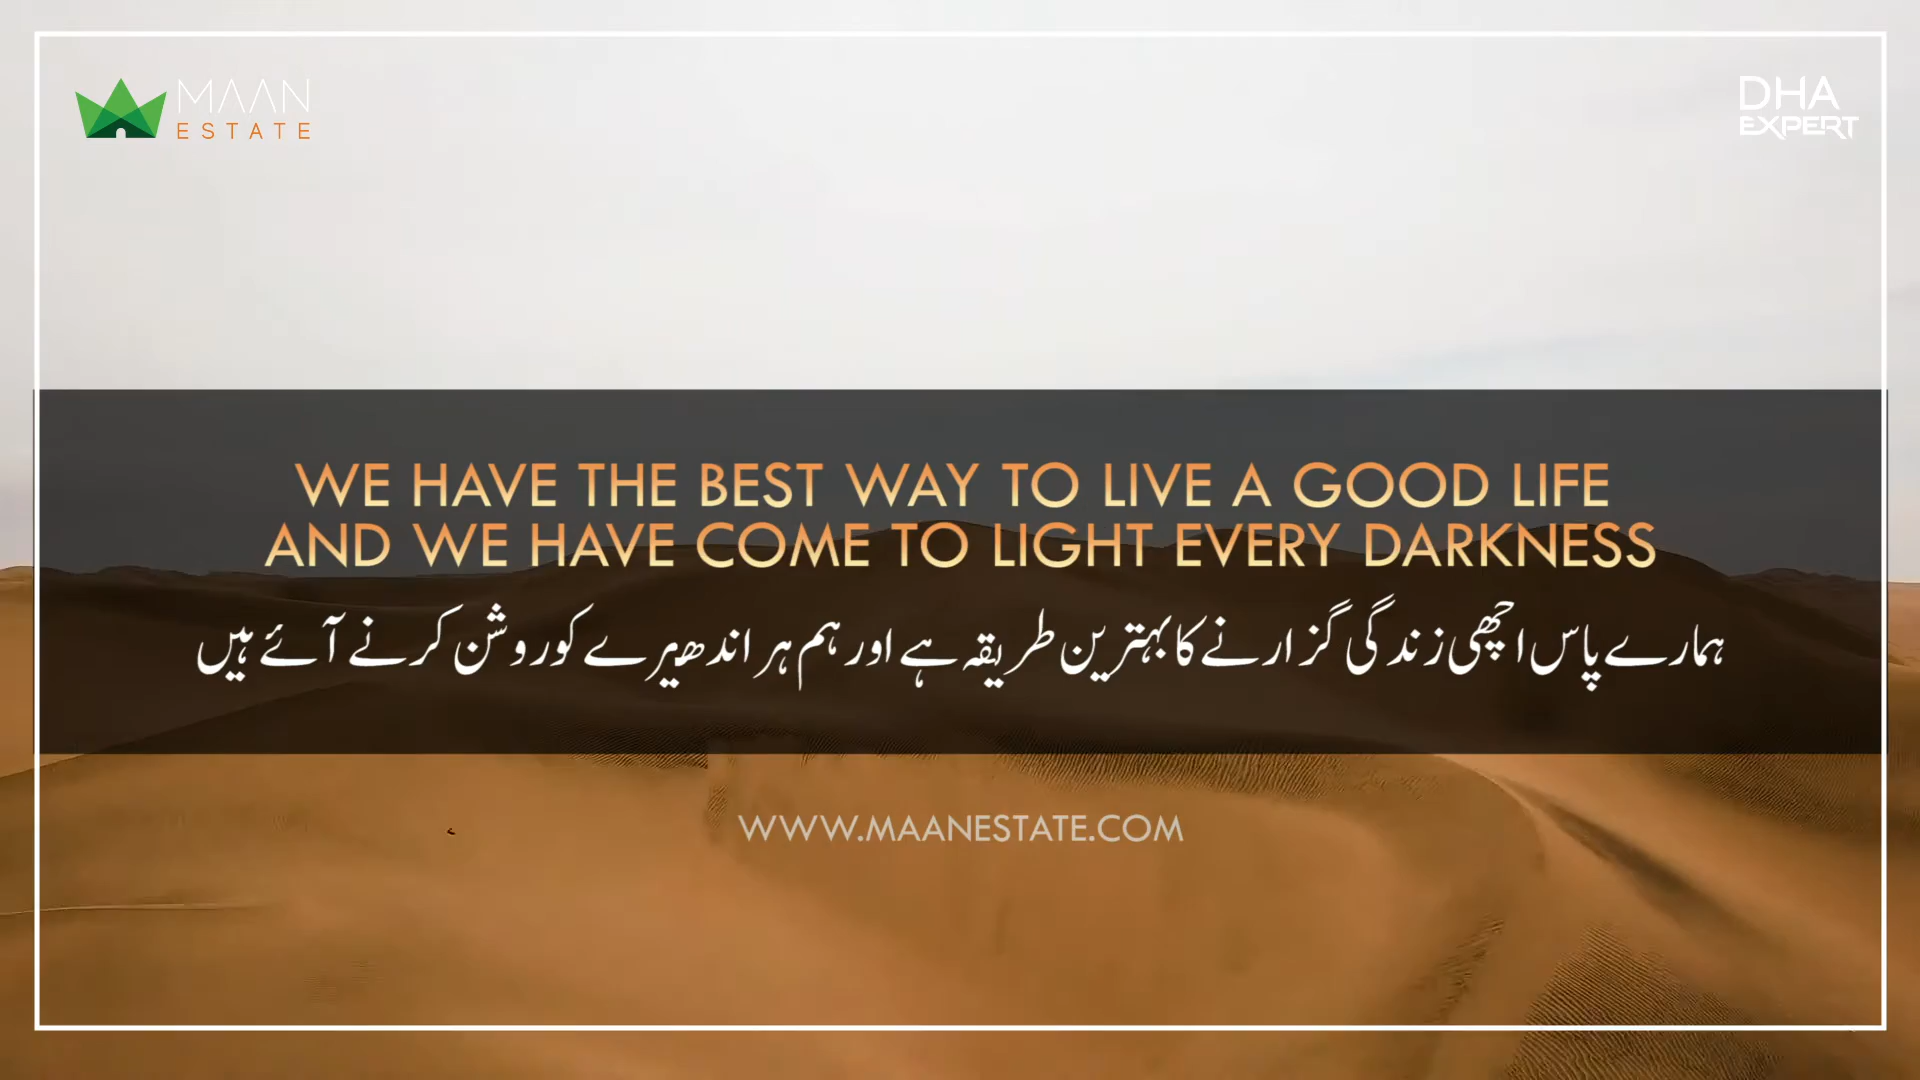 MAAN
ESTATE
DHA
EXPERT
WE HAVE THE BEST WAY TO LIVE A GOOD LIFE
AND WE HAVE COME TO LIGHT EVERY DARKNESS
ہمارے پاس اچھی زندگی گزارنے کا بہترین طریقہ ہے اور ہم ہر اندھیرے کو روشن کرنے آئے ہیں
WWW.MAANESTATE.COM